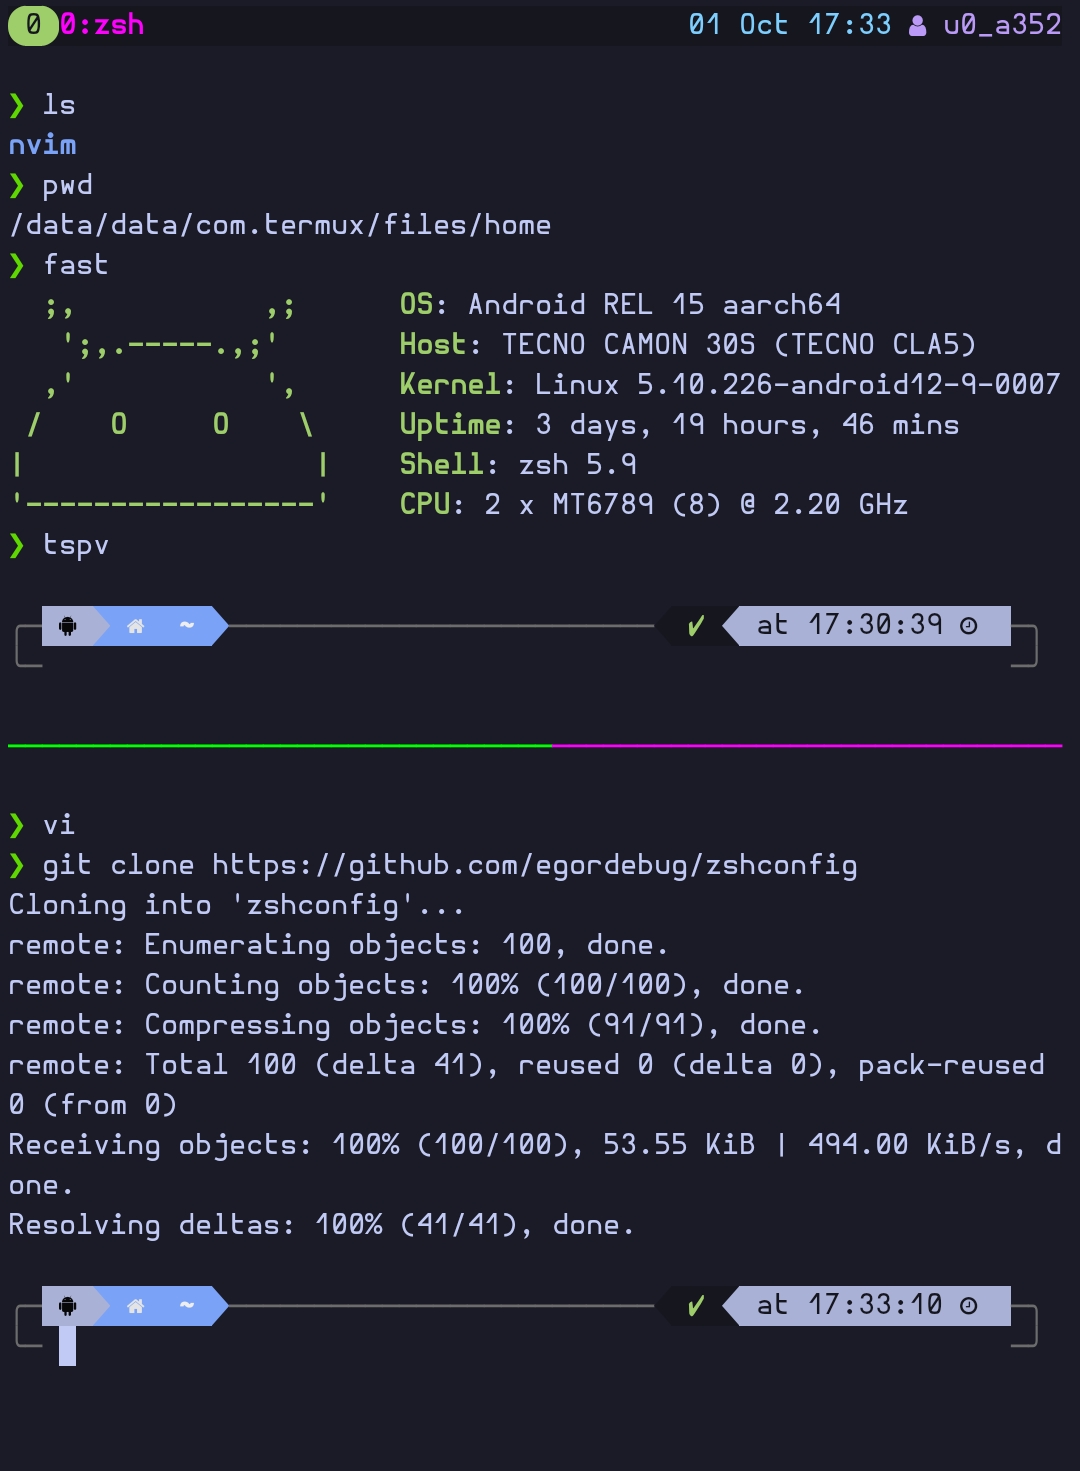 0 0:zsh 01 Oct 17:33 u0_a352
❯ ls
nvim
❯ pwd
/data/data/com.termux/files/home
❯ fast
;, ,; OS: Android REL 15 aarch64
';,.-----.,;' Host: TECNO CAMON 30S (TECNO CLA5)
,' ', Kernel: Linux 5.10.226-android12-9-0007
/ O O \ Uptime: 3 days, 19 hours, 46 mins
| | Shell: zsh 5.9
'-----------------' CPU: 2 x MT6789 (8) @ 2.20 GHz
❯ tspv
~ ✔ at 17:30:39
❯ vi
❯ git clone https://github.com/egordebug/zshconfig
Cloning into 'zshconfig'...
remote: Enumerating objects: 100, done.
remote: Counting objects: 100% (100/100), done.
remote: Compressing objects: 100% (91/91), done.
remote: Total 100 (delta 41), reused 0 (delta 0), pack-reused
0 (from 0)
Receiving objects: 100% (100/100), 53.55 KiB | 494.00 KiB/s, d
one.
Resolving deltas: 100% (41/41), done.
~ ✔ at 17:33:10